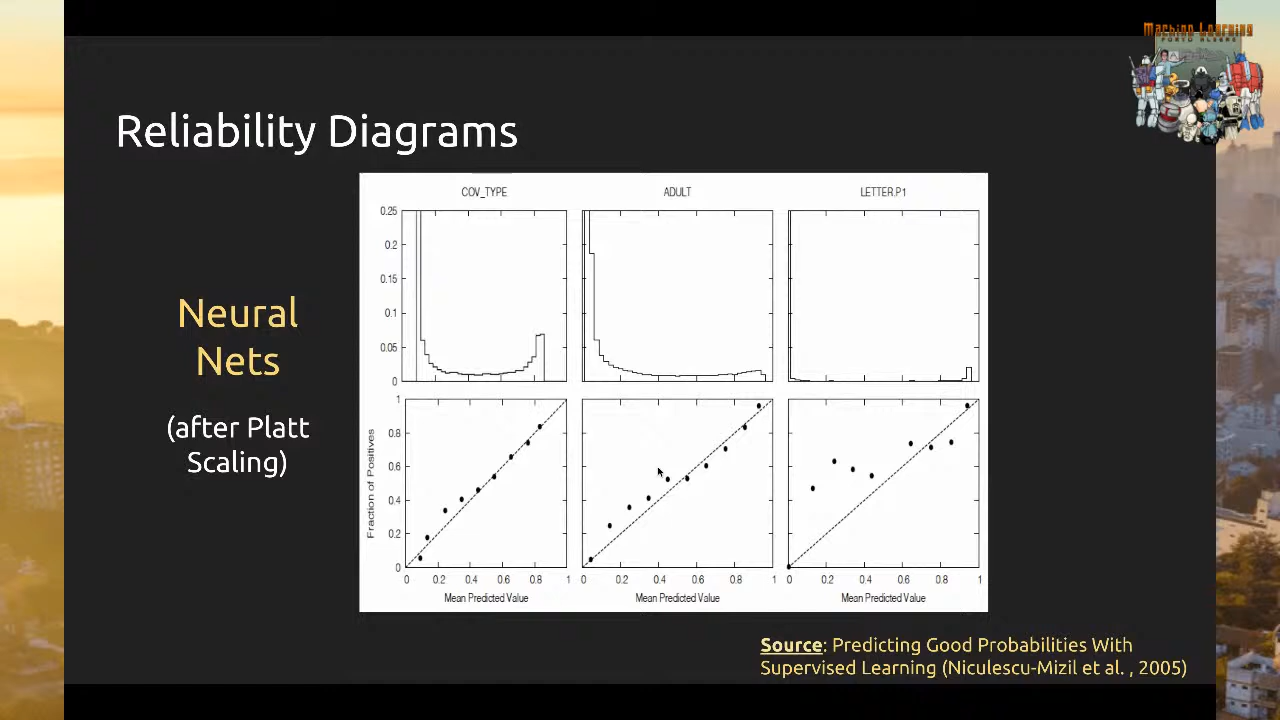 Machine Learning
PORTO ALEGRE
Reliability Diagrams
COV_TYPE
ADULT
LETTER.P1
0.25
0.2
0.15
0.1
0.05
0
Neural
Nets
(after Platt
Scaling)
Fraction of Positives
1
0.8
0.6
0.4
0.2
0
0 0.2 0.4 0.6 0.8 1
0 0.2 0.4 0.6 0.8 1
0 0.2 0.4 0.6 0.8 1
Mean Predicted Value
Mean Predicted Value
Mean Predicted Value
Source: Predicting Good Probabilities With
Supervised Learning (Niculescu-Mizil et al. , 2005)